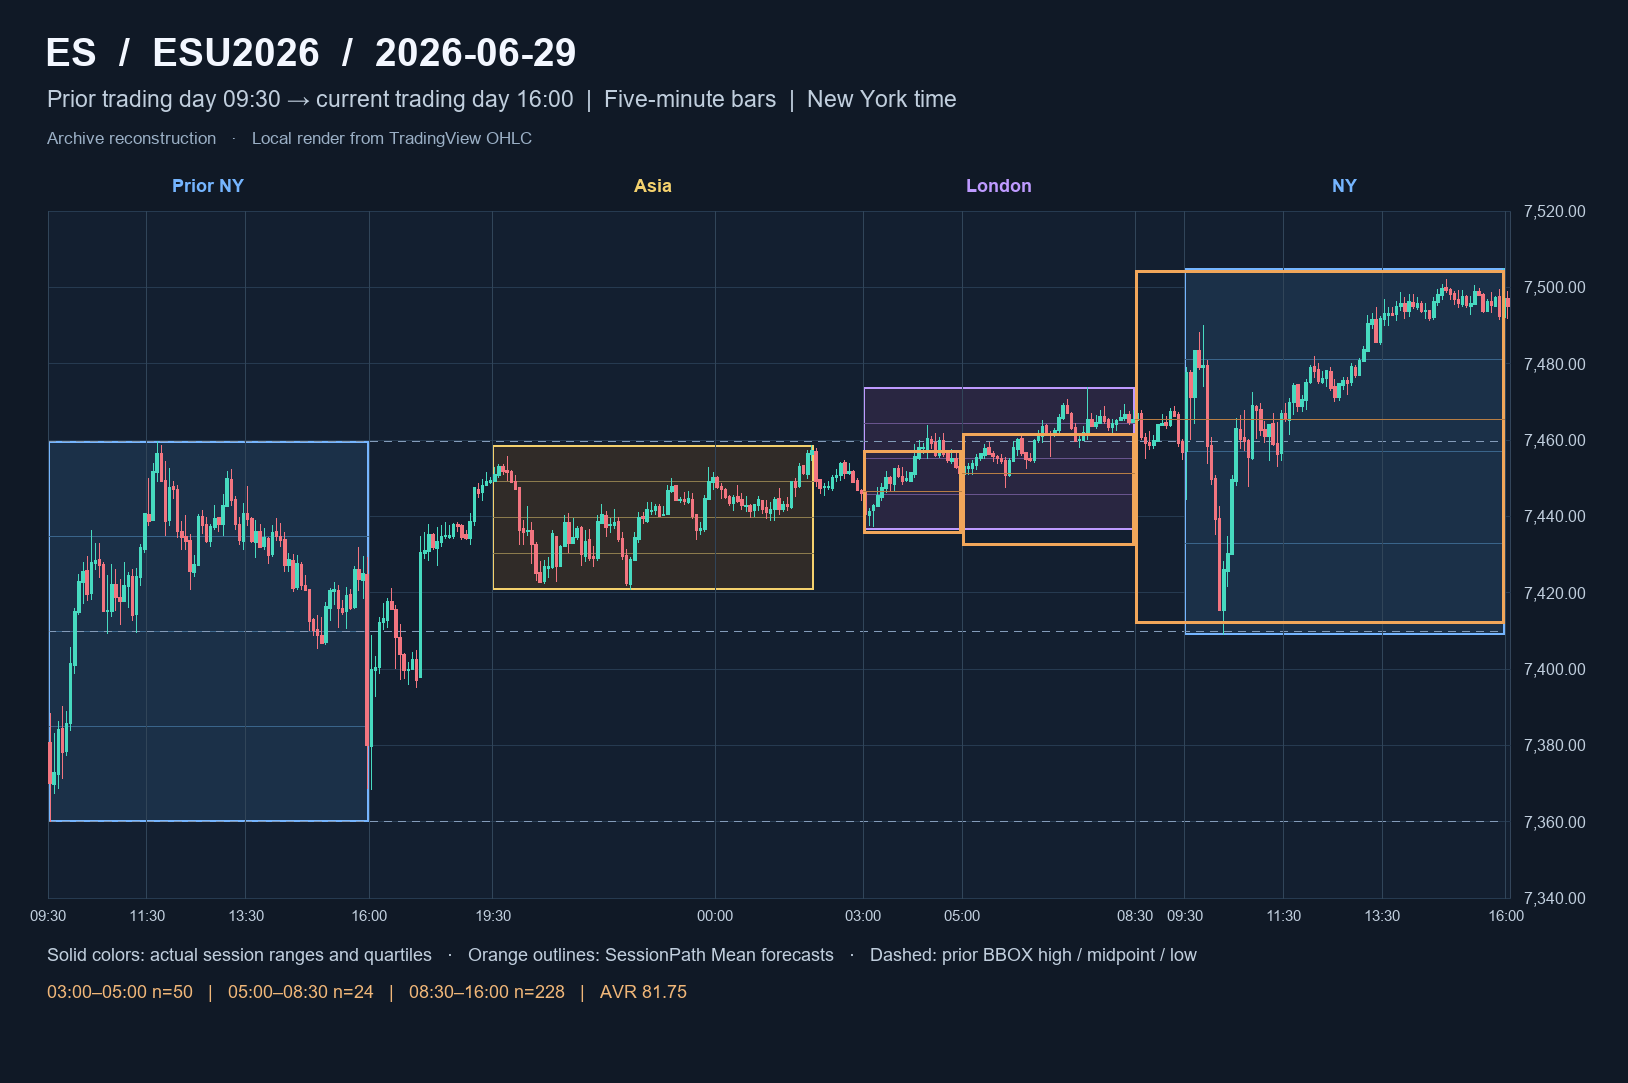 ES / ESU2026 / 2026-06-29
Prior trading day 09:30 → current trading day 16:00 | Five-minute bars | New York time
Archive reconstruction · Local render from TradingView OHLC
Prior NY Asia London NY
7,520.00
7,500.00
7,480.00
7,460.00
7,440.00
7,420.00
7,400.00
7,380.00
7,360.00
7,340.00
09:30 11:30 13:30 16:00 19:30 00:00 03:00 05:00 08:30 09:30 11:30 13:30 16:00
Solid colors: actual session ranges and quartiles · Orange outlines: SessionPath Mean forecasts · Dashed: prior BBOX high / midpoint / low
03:00–05:00 n=50 | 05:00–08:30 n=24 | 08:30–16:00 n=228 | AVR 81.75